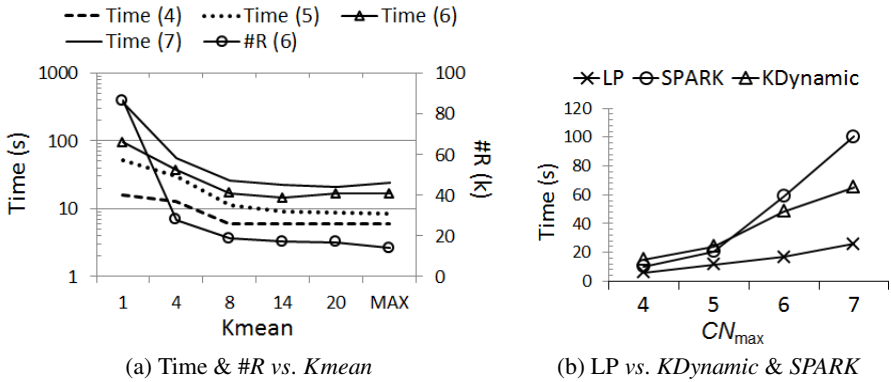 Time (4) Time (5) Time (6)
Time (7) #R (6)
1000
100
10
1
Time (s)
100
80
60
40
20
0
#R (k)
1 4 8 14 20 MAX
Kmean
(a) Time & #R vs. Kmean
LP SPARK KDynamic
120
100
80
60
40
20
0
Time (s)
4 5 6 7
CNmax
(b) LP vs. KDynamic & SPARK